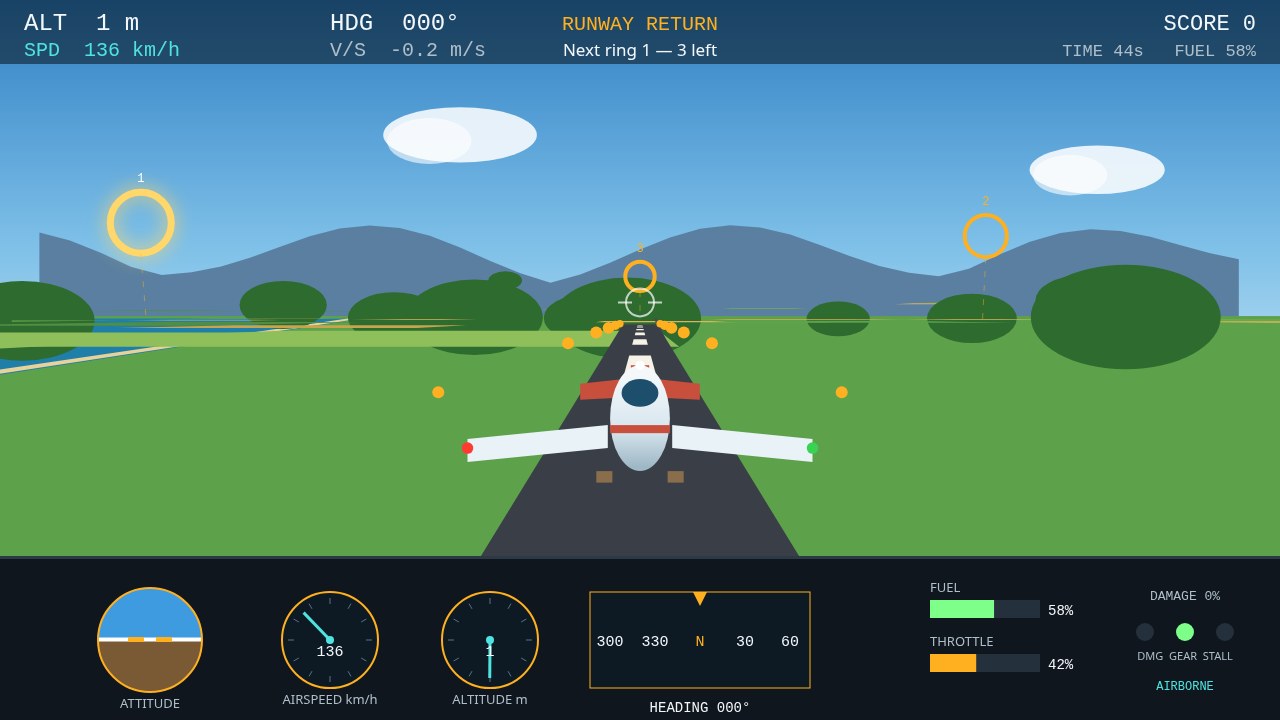 ALT 1 m
HDG 000°
RUNWAY RETURN
SCORE 0
SPD 136 km/h
V/S -0.2 m/s
Next ring 1 — 3 left
TIME 44s
FUEL 58%
1
2
3
FUEL
58%
DAMAGE 0%
THROTTLE
42%
136
1
300 330 N 30 60
DMG GEAR STALL
AIRBORNE
ATTITUDE
AIRSPEED km/h
ALTITUDE m
HEADING 000°